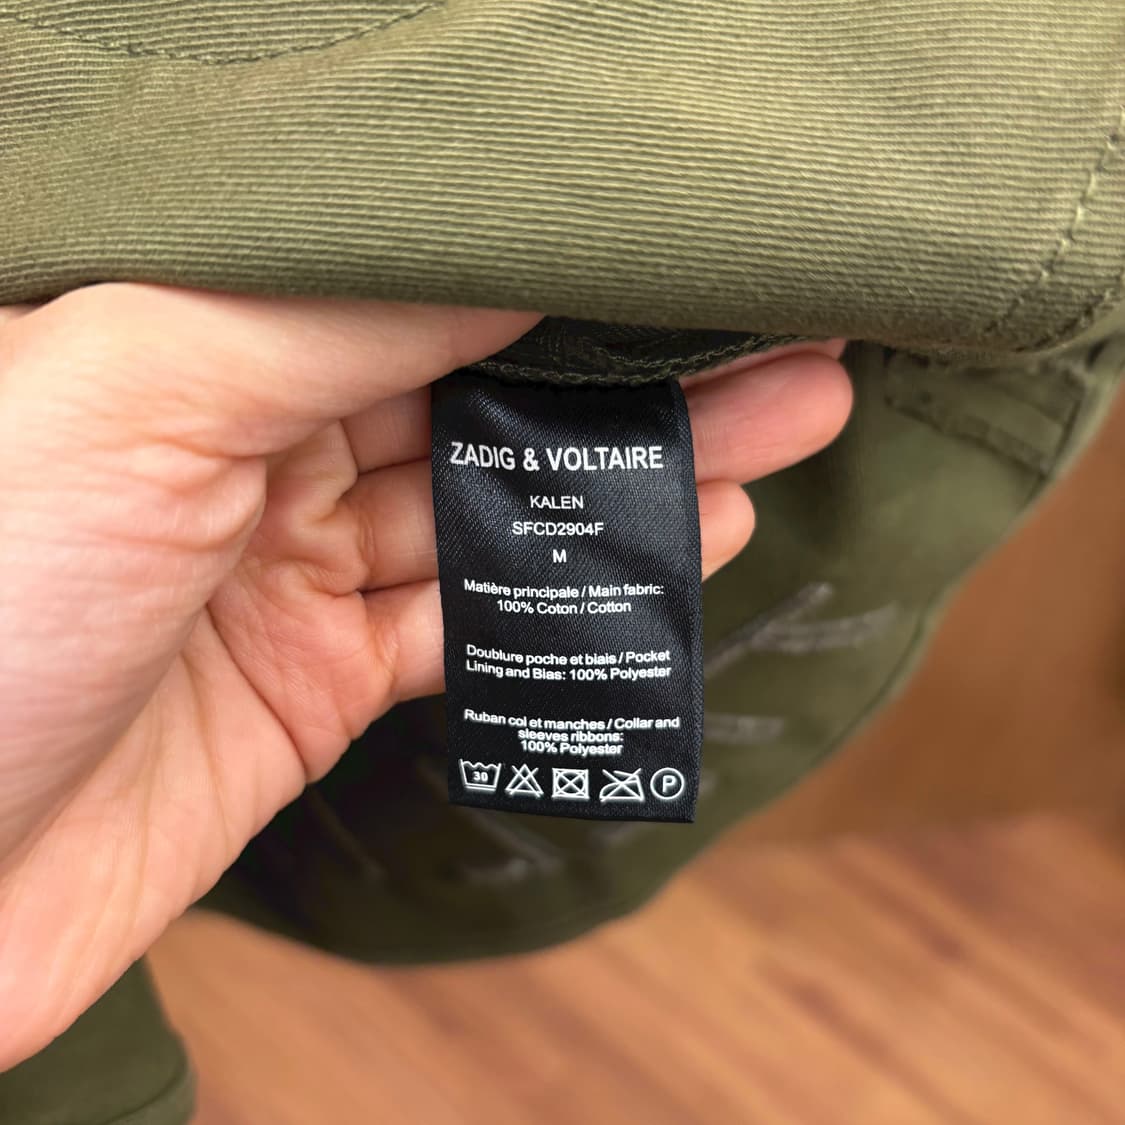 ZADIG & VOLTAIRE
KALEN
SFCD2904F
M
Matière principale / Main fabric:
100% Coton / Cotton
Doublure poche et biais / Pocket
Lining and Bias: 100% Polyester
Ruban col et manches / Collar and
sleeves ribbons:
100% Polyester
30
P